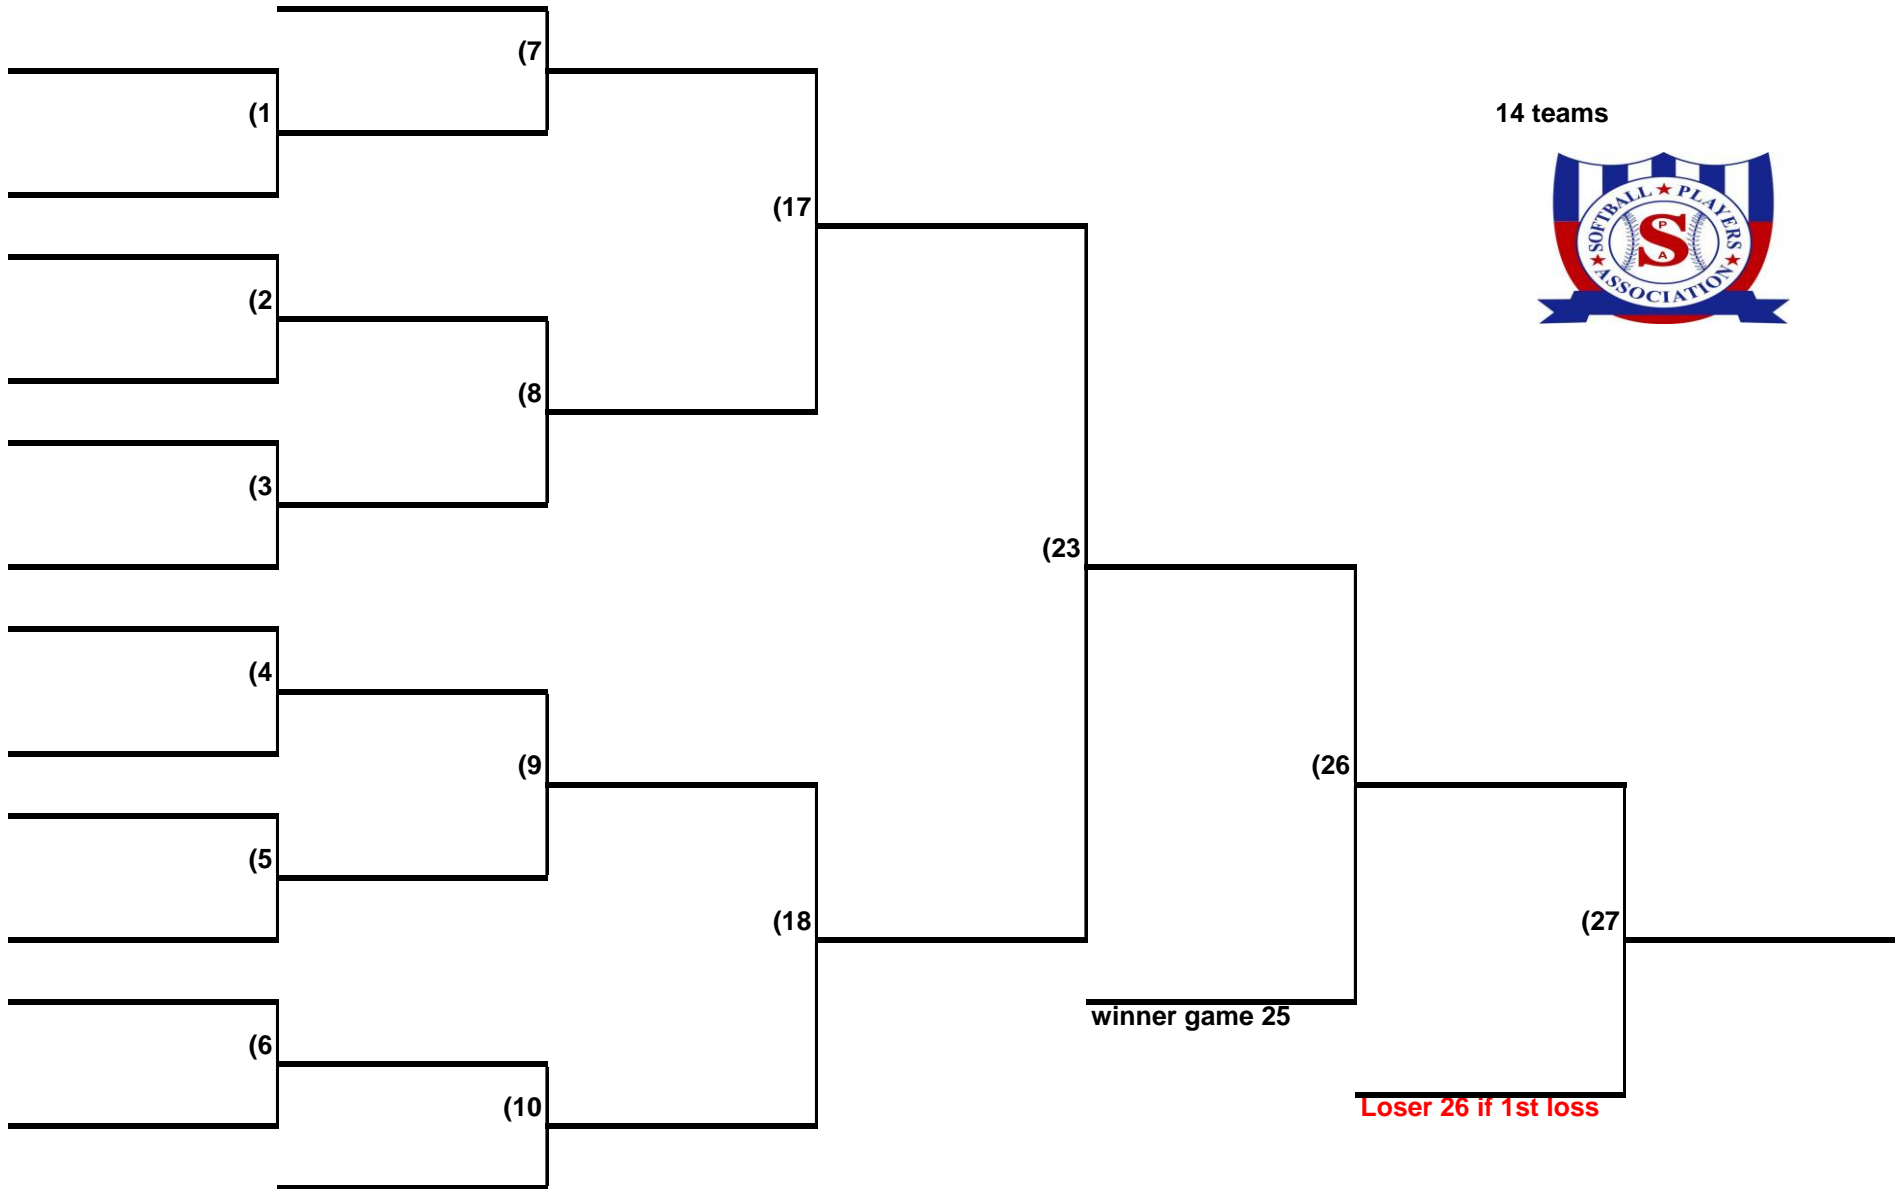 (7
(1
14 teams
SOFTBALL ★ PLAYERS
★ ASSOCIATION ★
P
S
A
(17
(2
(8
(3
(23
(4
(9
(26
(5
(18
(27
winner game 25
(6
(10
Loser 26 if 1st loss